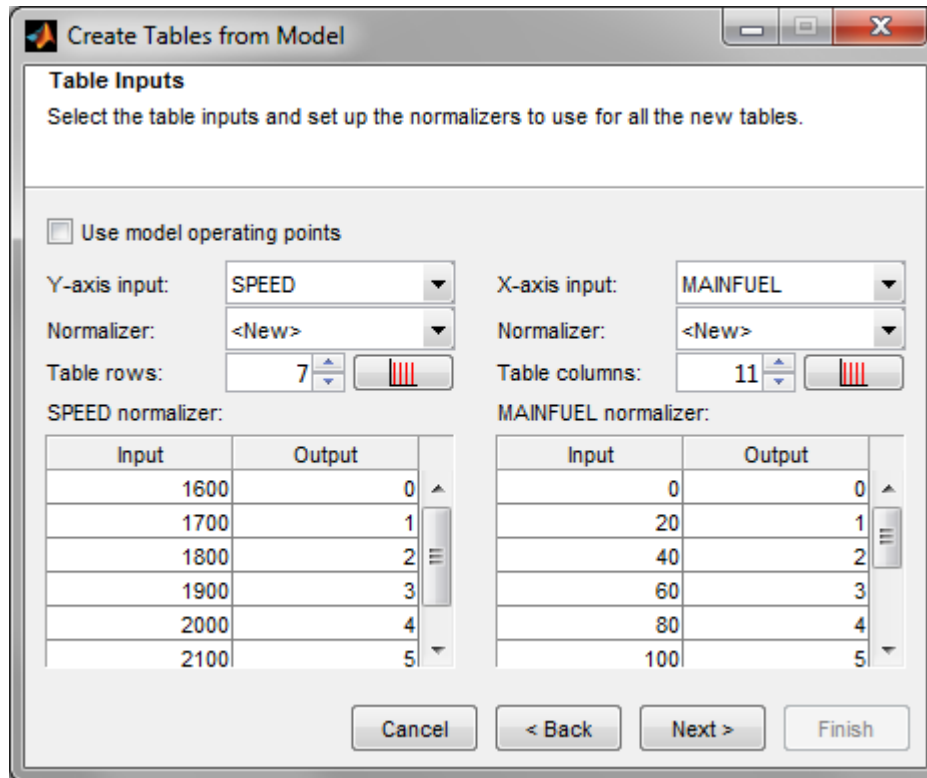 Create Tables from Model
Table Inputs
Select the table inputs and set up the normalizers to use for all the new tables.
Use model operating points
Y-axis input: SPEED X-axis input: MAINFUEL
Normalizer: <New> Normalizer: <New>
Table rows: 7 Table columns: 11
SPEED normalizer: MAINFUEL normalizer:
Input Output Input Output
1600 0 0 0
1700 1 20 1
1800 2 40 2
1900 3 60 3
2000 4 80 4
2100 5 100 5
Cancel < Back Next > Finish